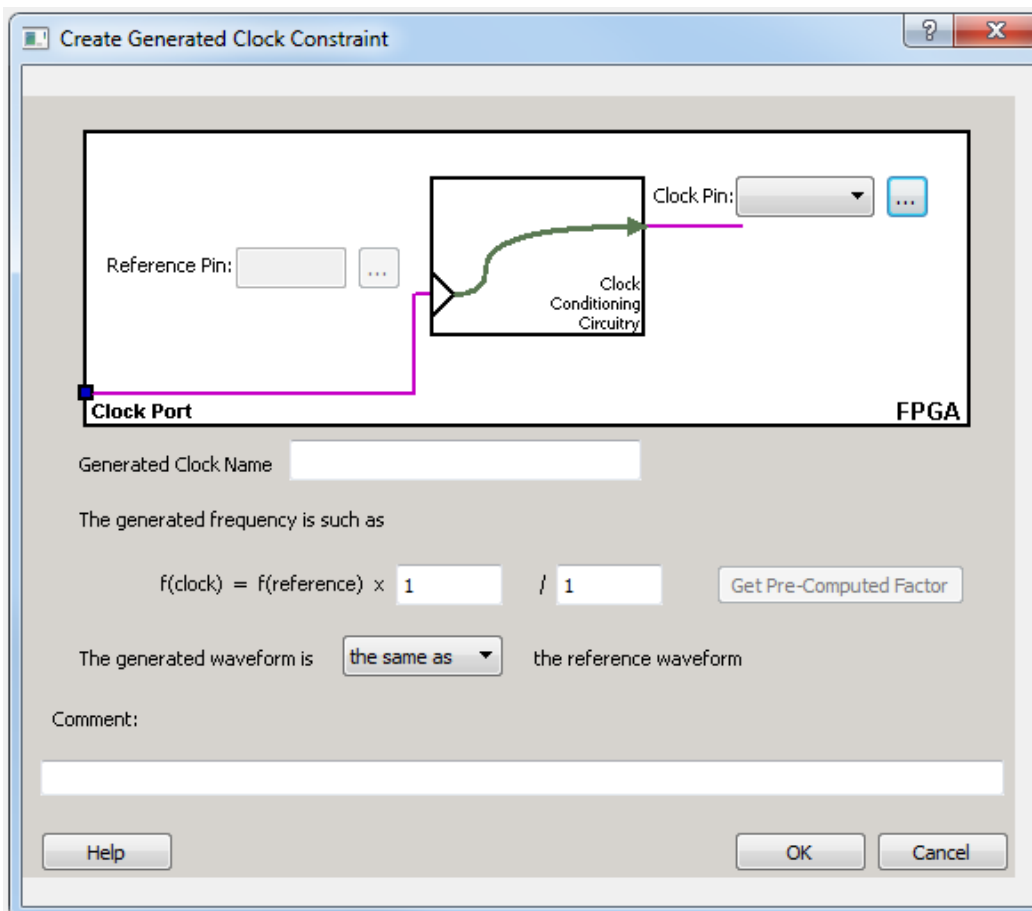 Create Generated Clock Constraint
?
X
Clock Pin:
...
Reference Pin:
...
Clock
Conditioning
Circuitry
Clock Port
FPGA
Generated Clock Name
The generated frequency is such as
f(clock) = f(reference) x 1 / 1
Get Pre-Computed Factor
The generated waveform is the same as the reference waveform
Comment:
Help
OK
Cancel